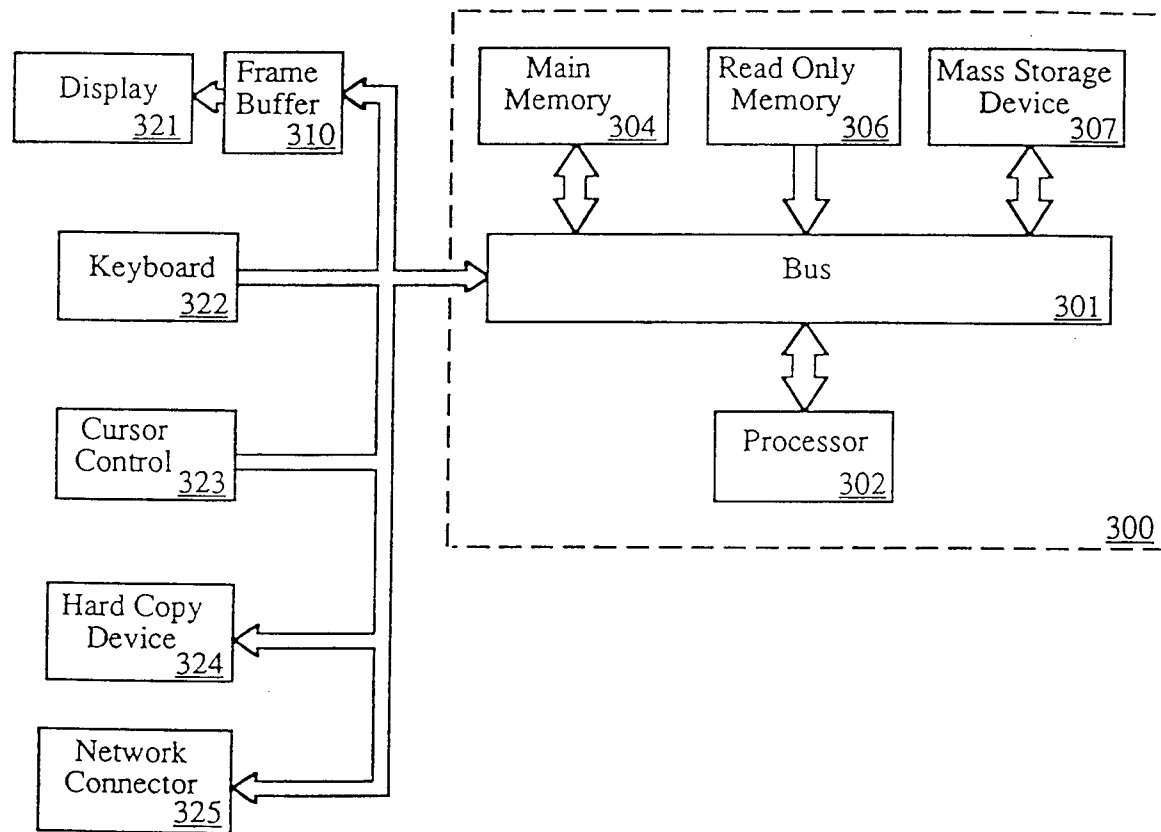 Display
321
Frame
Buffer
310
Main
Memory
304
Read Only
Memory
306
Mass Storage
Device
307
Keyboard
322
Bus
301
Cursor
Control
323
Processor
302
300
Hard Copy
Device
324
Network
Connector
325